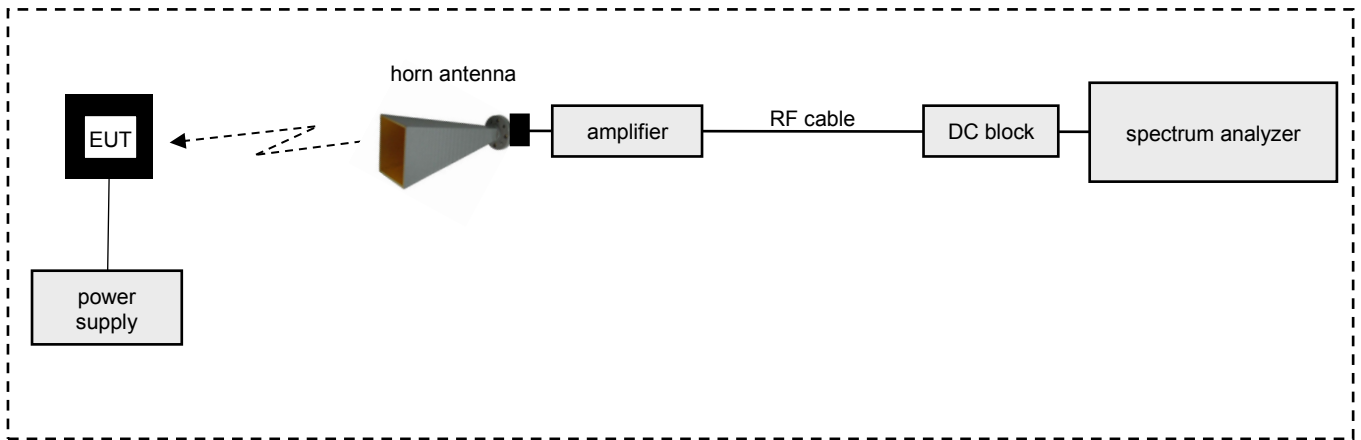 horn antenna
EUT
amplifier
RF cable
DC block
spectrum analyzer
power
supply